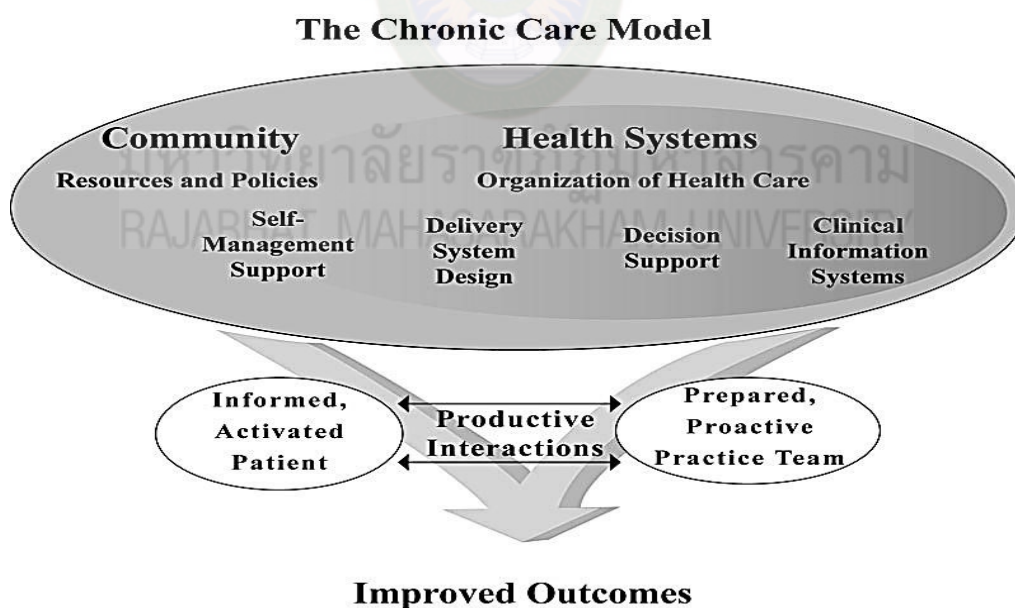 The Chronic Care Model
Community
Health Systems
มหาวิทยาลัยราชภัฏมหาสารคาม
Resources and Policies
Organization of Health Care
RAJABHAT MAHASARAKHAM UNIVERSITY
Self-
Management
Support
Delivery
System
Design
Decision
Support
Clinical
Information
Systems
Informed,
Activated
Patient
Productive
Interactions
Prepared,
Proactive
Practice Team
Improved Outcomes